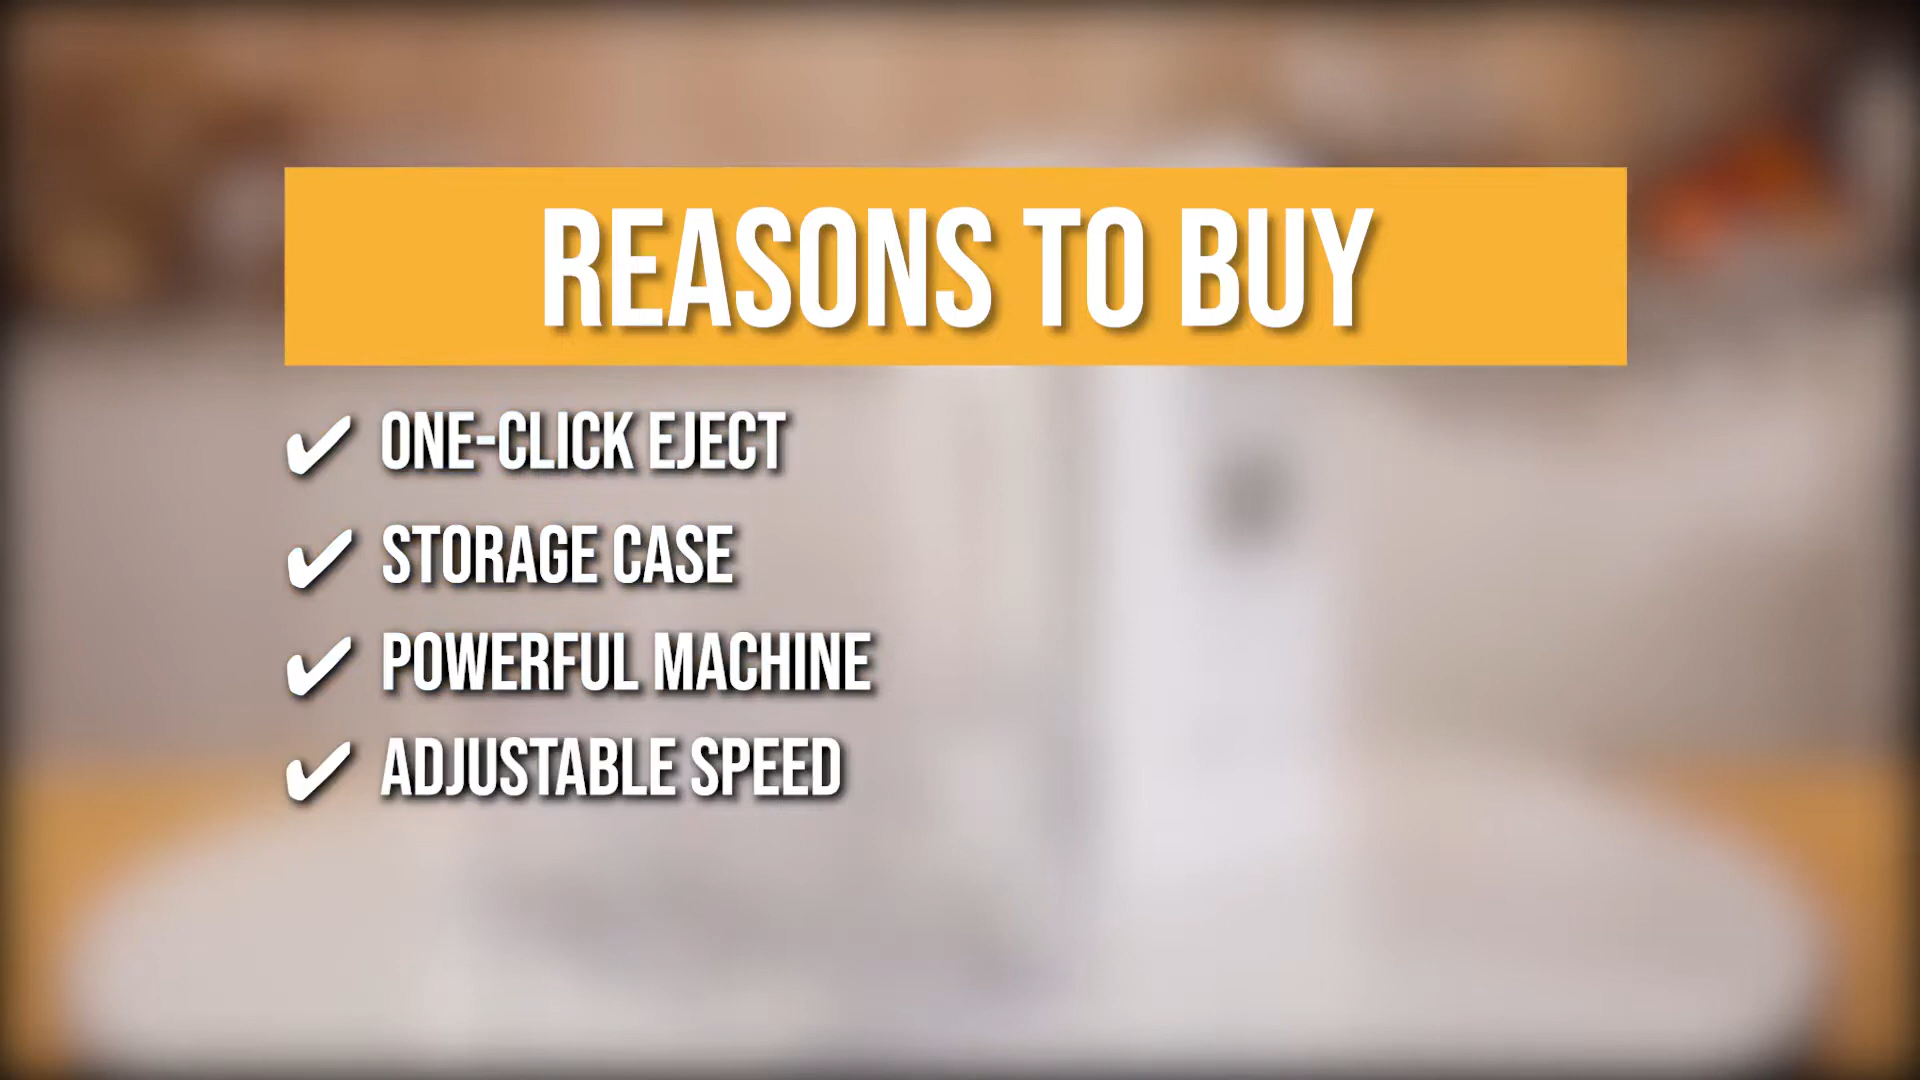 REASONS TO BUY
✔ ONE-CLICK EJECT
✔ STORAGE CASE
✔ POWERFUL MACHINE
✔ ADJUSTABLE SPEED